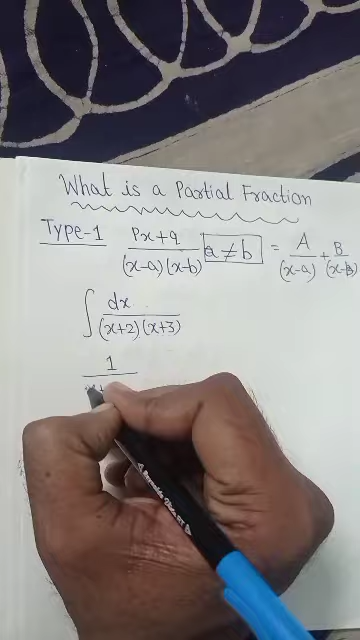 What is a Partial Fraction
Type-1 Px+q / (x-a)(x-b) a ≠ b = A / (x-a) + B / (x-b)
∫ dx / (x+2)(x+3)
1